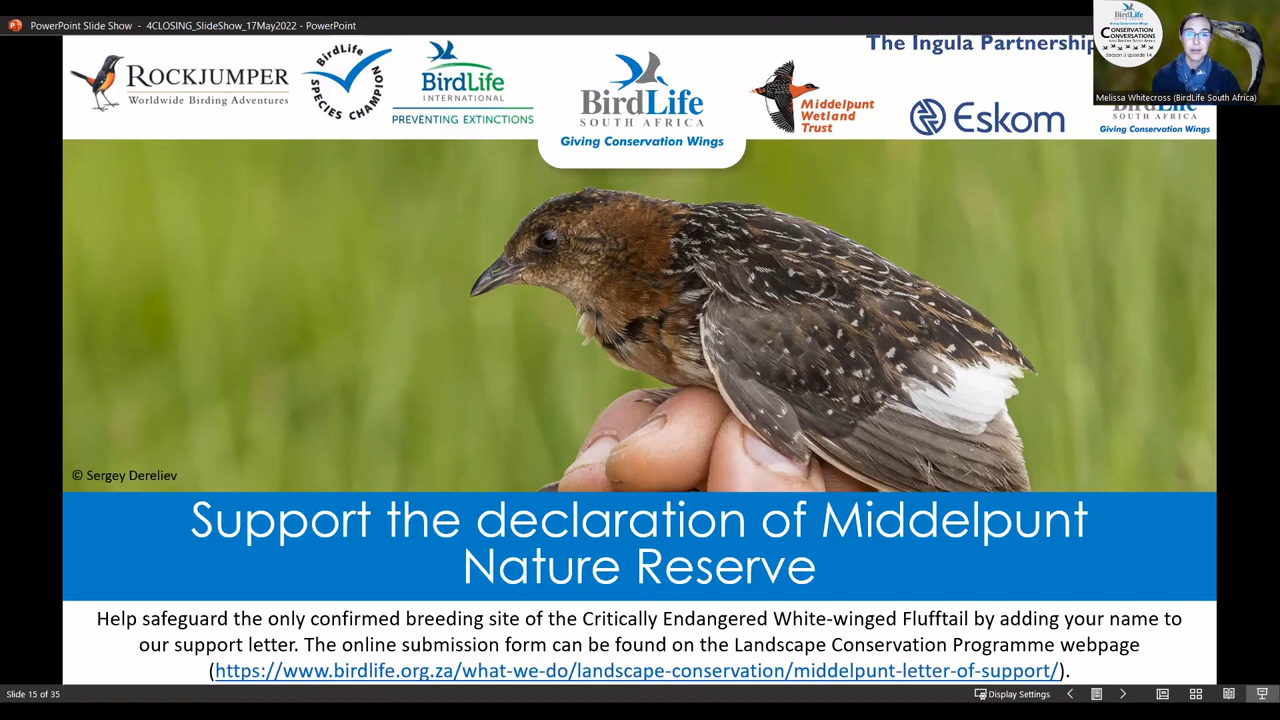 PowerPoint Slide Show - 4CLOSING_SlideShow_17May2022 - PowerPoint
ROCKJUMPER
Worldwide Birding Adventures
BirdLife
SPECIES CHAMPION
BirdLife
INTERNATIONAL
PREVENTING EXTINCTIONS
BirdLife
SOUTH AFRICA
Giving Conservation Wings
Middelpunt
Wetland
Trust
The Ingula Partnership
Eskom
BirdLife
SOUTH AFRICA
Giving Conservation Wings
BirdLife
CONSERVATION
CONVERSATIONS
Melissa Whitecross (BirdLife South Africa)
© Sergey Dereliev
Support the declaration of Middelpunt
Nature Reserve
Help safeguard the only confirmed breeding site of the Critically Endangered White-winged Flufftail by adding your name to
our support letter. The online submission form can be found on the Landscape Conservation Programme webpage
(https://www.birdlife.org.za/what-we-do/landscape-conservation/middelpunt-letter-of-support/).
Slide 15 of 35
Display Settings